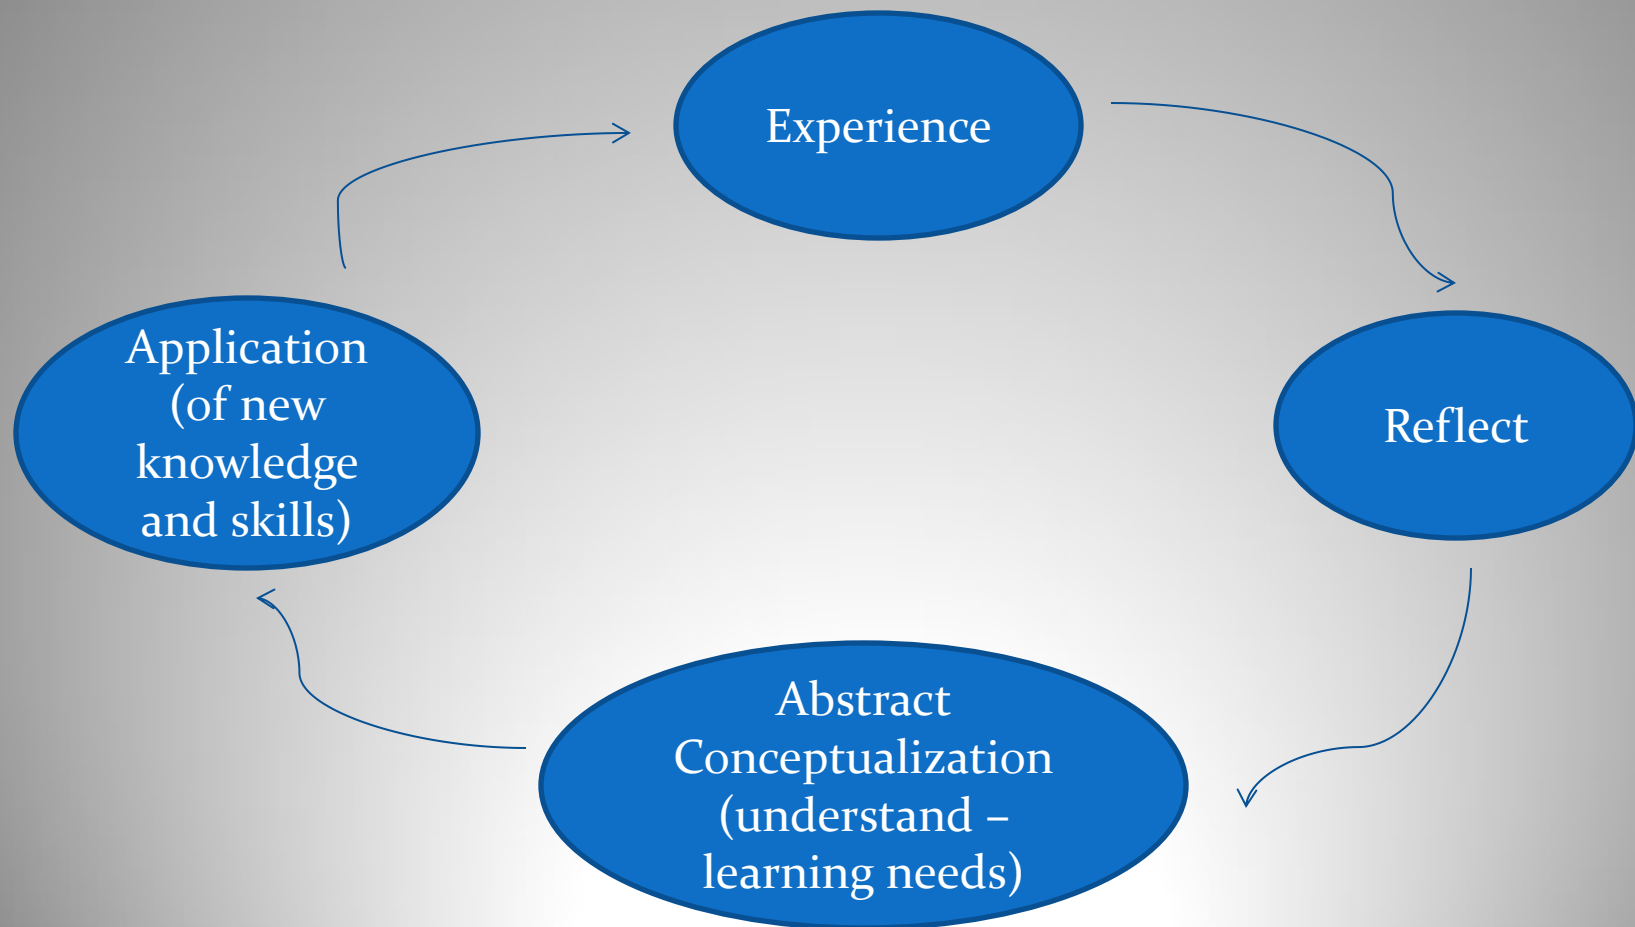 Experience
Reflect
Abstract
Conceptualization
(understand –
learning needs)
Application
(of new
knowledge
and skills)